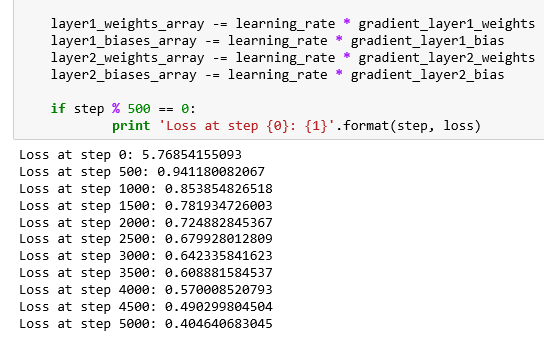 layer1_weights_array -= learning_rate * gradient_layer1_weights
layer1_biases_array -= learning_rate * gradient_layer1_bias
layer2_weights_array -= learning_rate * gradient_layer2_weights
layer2_biases_array -= learning_rate * gradient_layer2_bias
if step % 500 == 0:
print 'Loss at step {0}: {1}'.format(step, loss)
Loss at step 0: 5.76854155093
Loss at step 500: 0.941180082067
Loss at step 1000: 0.853854826518
Loss at step 1500: 0.781934726003
Loss at step 2000: 0.724882845367
Loss at step 2500: 0.679928012809
Loss at step 3000: 0.642335841623
Loss at step 3500: 0.608881584537
Loss at step 4000: 0.570008520793
Loss at step 4500: 0.490299804504
Loss at step 5000: 0.404640683045